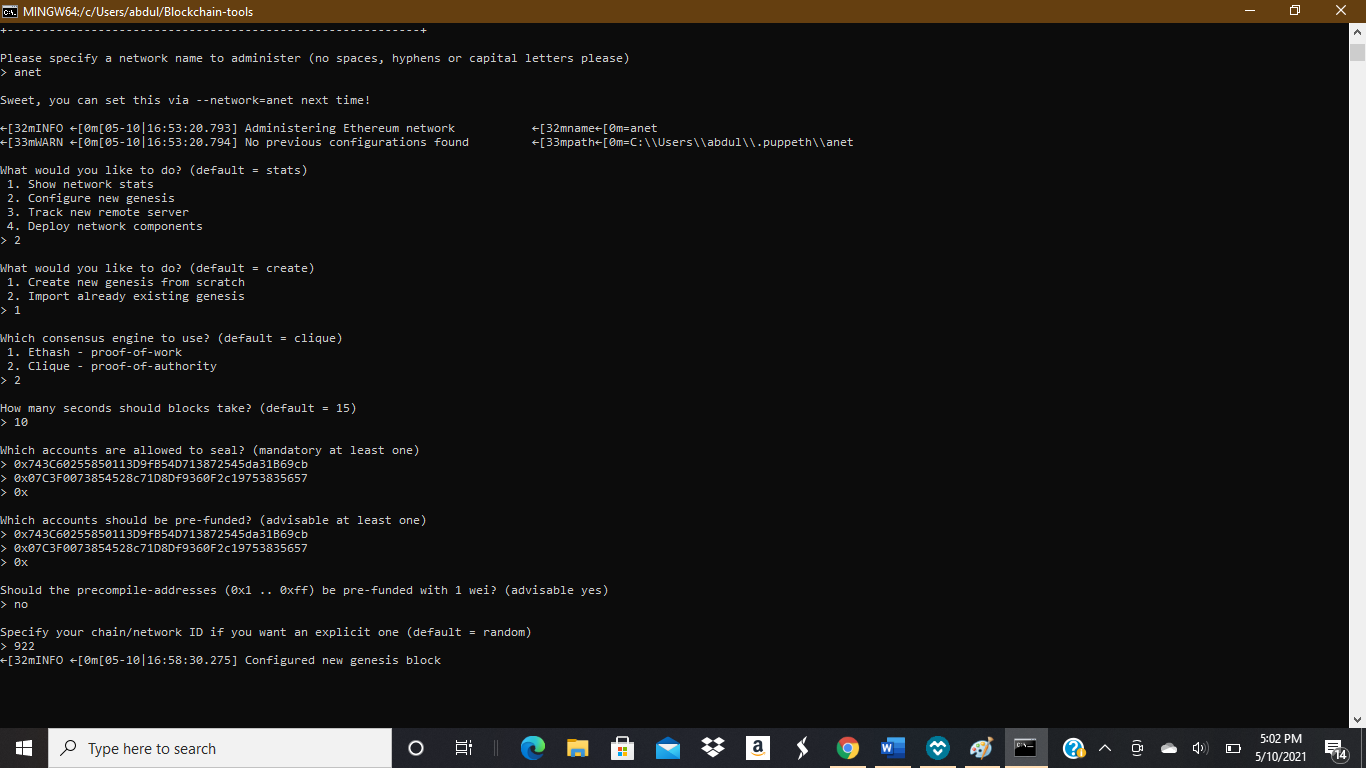 MINGW64:/c/Users/abdul/Blockchain-tools
+-----------------------------------------------------------+
Please specify a network name to administer (no spaces, hyphens or capital letters please)
> anet
Sweet, you can set this via --network=anet next time!
←[32mINFO ←[0m[05-10|16:53:20.793] Administering Ethereum network           ←[32mname←[0m=anet
←[33mWARN ←[0m[05-10|16:53:20.794] No previous configurations found         ←[33mpath←[0m=C:\\Users\\abdul\\.puppeth\\anet
What would you like to do? (default = stats)
 1. Show network stats
 2. Configure new genesis
 3. Track new remote server
 4. Deploy network components
> 2
What would you like to do? (default = create)
 1. Create new genesis from scratch
 2. Import already existing genesis
> 1
Which consensus engine to use? (default = clique)
 1. Ethash - proof-of-work
 2. Clique - proof-of-authority
> 2
How many seconds should blocks take? (default = 15)
> 10
Which accounts are allowed to seal? (mandatory at least one)
> 0x743C60255850113D9fB54D713872545da31B69cb
> 0x07C3F0073854528c71D8Df9360F2c19753835657
> 0x
Which accounts should be pre-funded? (advisable at least one)
> 0x743C60255850113D9fB54D713872545da31B69cb
> 0x07C3F0073854528c71D8Df9360F2c19753835657
> 0x
Should the precompile-addresses (0x1 .. 0xff) be pre-funded with 1 wei? (advisable yes)
> no
Specify your chain/network ID if you want an explicit one (default = random)
> 922
←[32mINFO ←[0m[05-10|16:58:30.275] Configured new genesis block
Type here to search
5:02 PM
5/10/2021
14